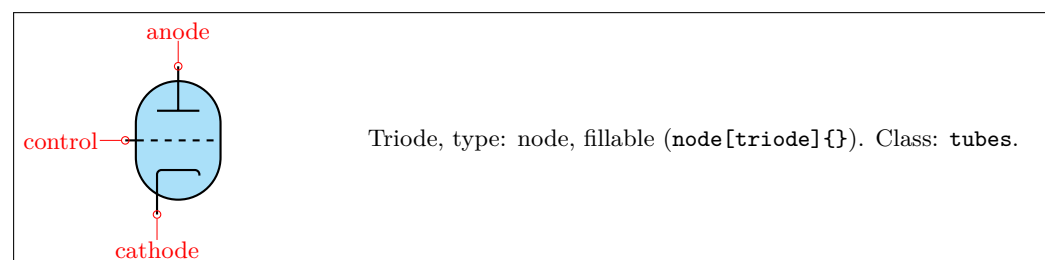 anode
control
Triode, type: node, fillable (node[triode]{}). Class: tubes.
cathode